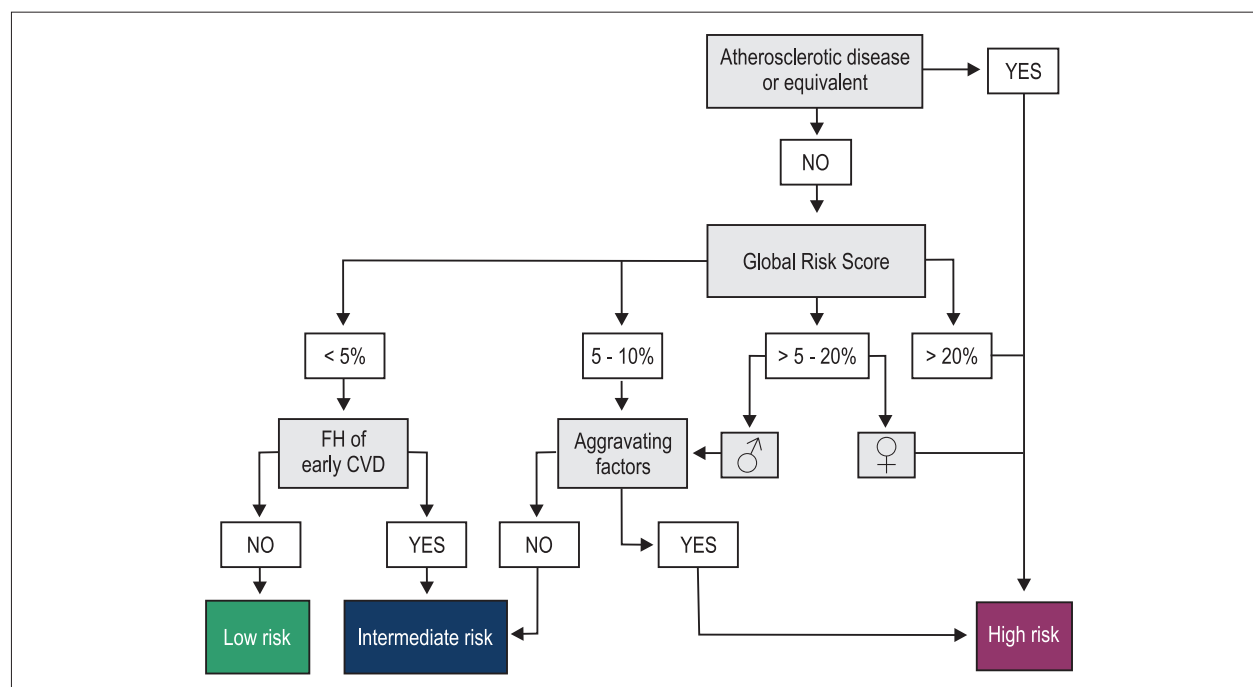 Atherosclerotic disease
or equivalent
YES
NO
Global Risk Score
< 5%
5 - 10%
> 5 - 20%
> 20%
FH of
early CVD
Aggravating
factors
♂
♀
NO
YES
NO
YES
Low risk
Intermediate risk
High risk